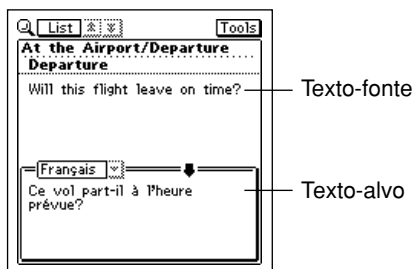 List Tools
At the Airport/Departure
Departure
Will this flight leave on time?
Texto-fonte
Français
Ce vol part-il à l'heure
prévue?
Texto-alvo